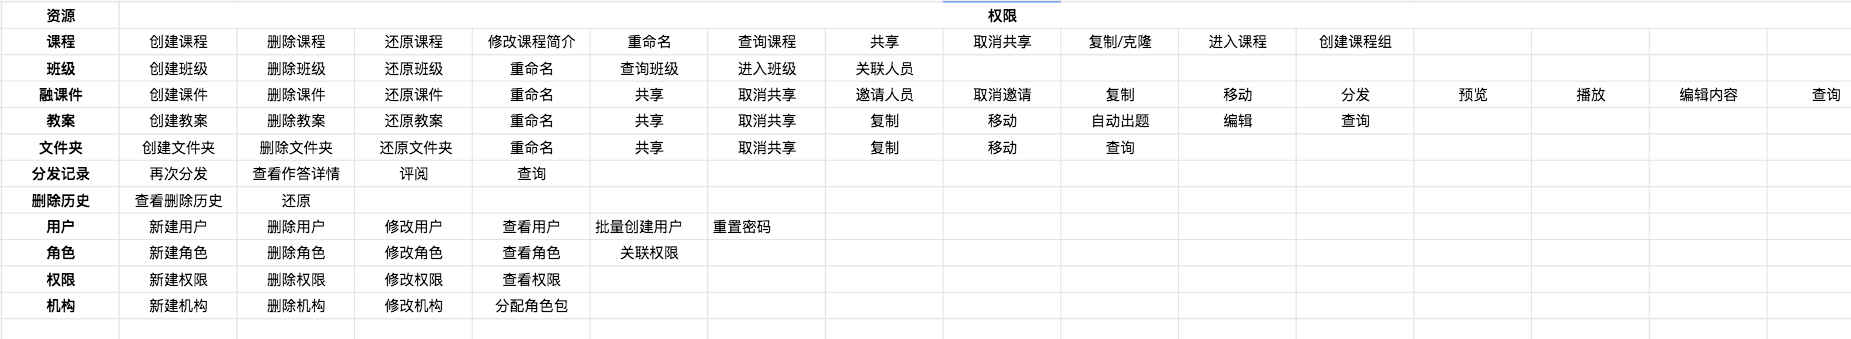 资源 权限
课程 创建课程 删除课程 还原课程 修改课程简介 重命名 查询课程 共享 取消共享 复制/克隆 进入课程 创建课程组
班级 创建班级 删除班级 还原班级 重命名 查询班级 进入班级 关联人员
融课件 创建课件 删除课件 还原课件 重命名 共享 取消共享 邀请人员 取消邀请 复制 移动 分发 预览 播放 编辑内容 查询
教案 创建教案 删除教案 还原教案 重命名 共享 取消共享 复制 移动 自动出题 编辑 查询
文件夹 创建文件夹 删除文件夹 还原文件夹 重命名 共享 取消共享 复制 移动 查询
分发记录 再次分发 查看作答详情 评阅 查询
删除历史 查看删除历史 还原
用户 新建用户 删除用户 修改用户 查看用户 批量创建用户 重置密码
角色 新建角色 删除角色 修改角色 查看角色 关联权限
权限 新建权限 删除权限 修改权限 查看权限
机构 新建机构 删除机构 修改机构 分配角色包